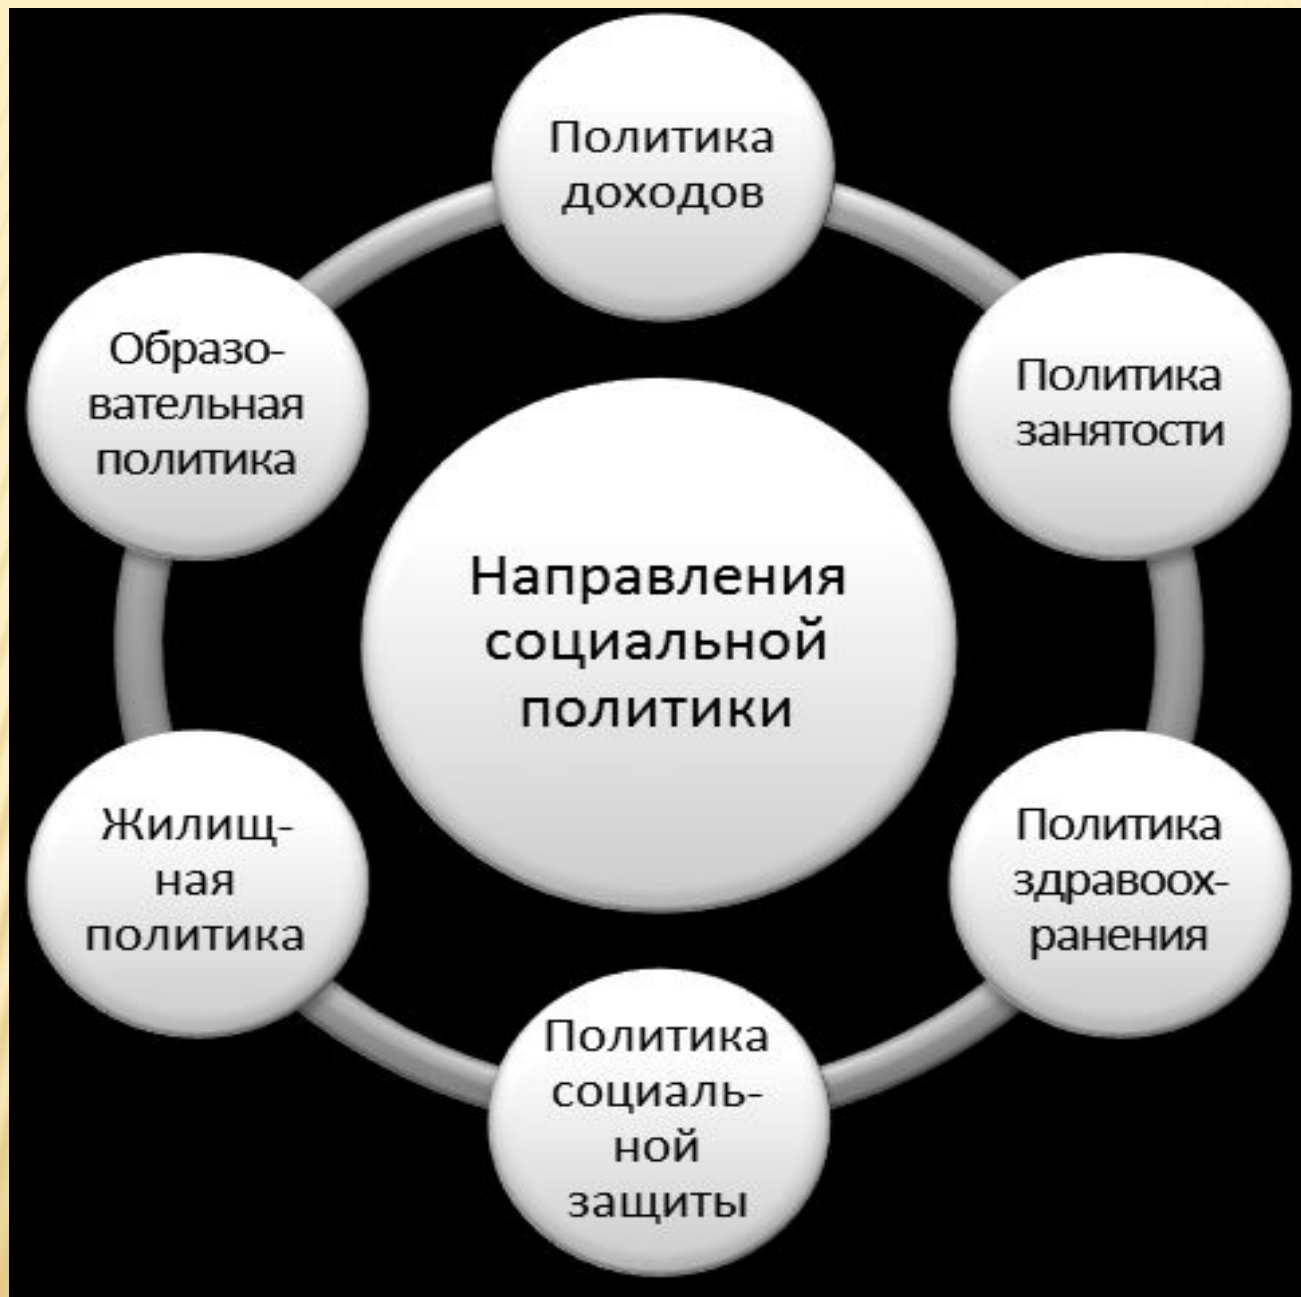 Политика
доходов
Политика
занятости
Политика
здравоох-
ранения
Политика
социаль-
ной
защиты
Жилищ-
ная
политика
Образо-
вательная
политика
Направления
социальной
политики